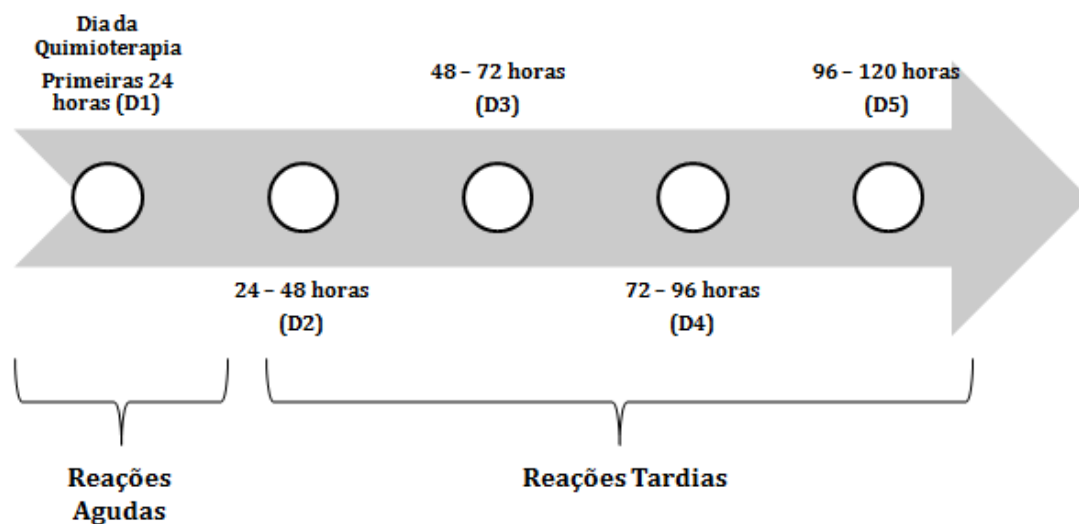 Dia da
Quimioterapia
Primeiras 24
horas (D1)
48 – 72 horas
(D3)
96 – 120 horas
(D5)
24 – 48 horas
(D2)
72 – 96 horas
(D4)
Reações
Agudas
Reações Tardias